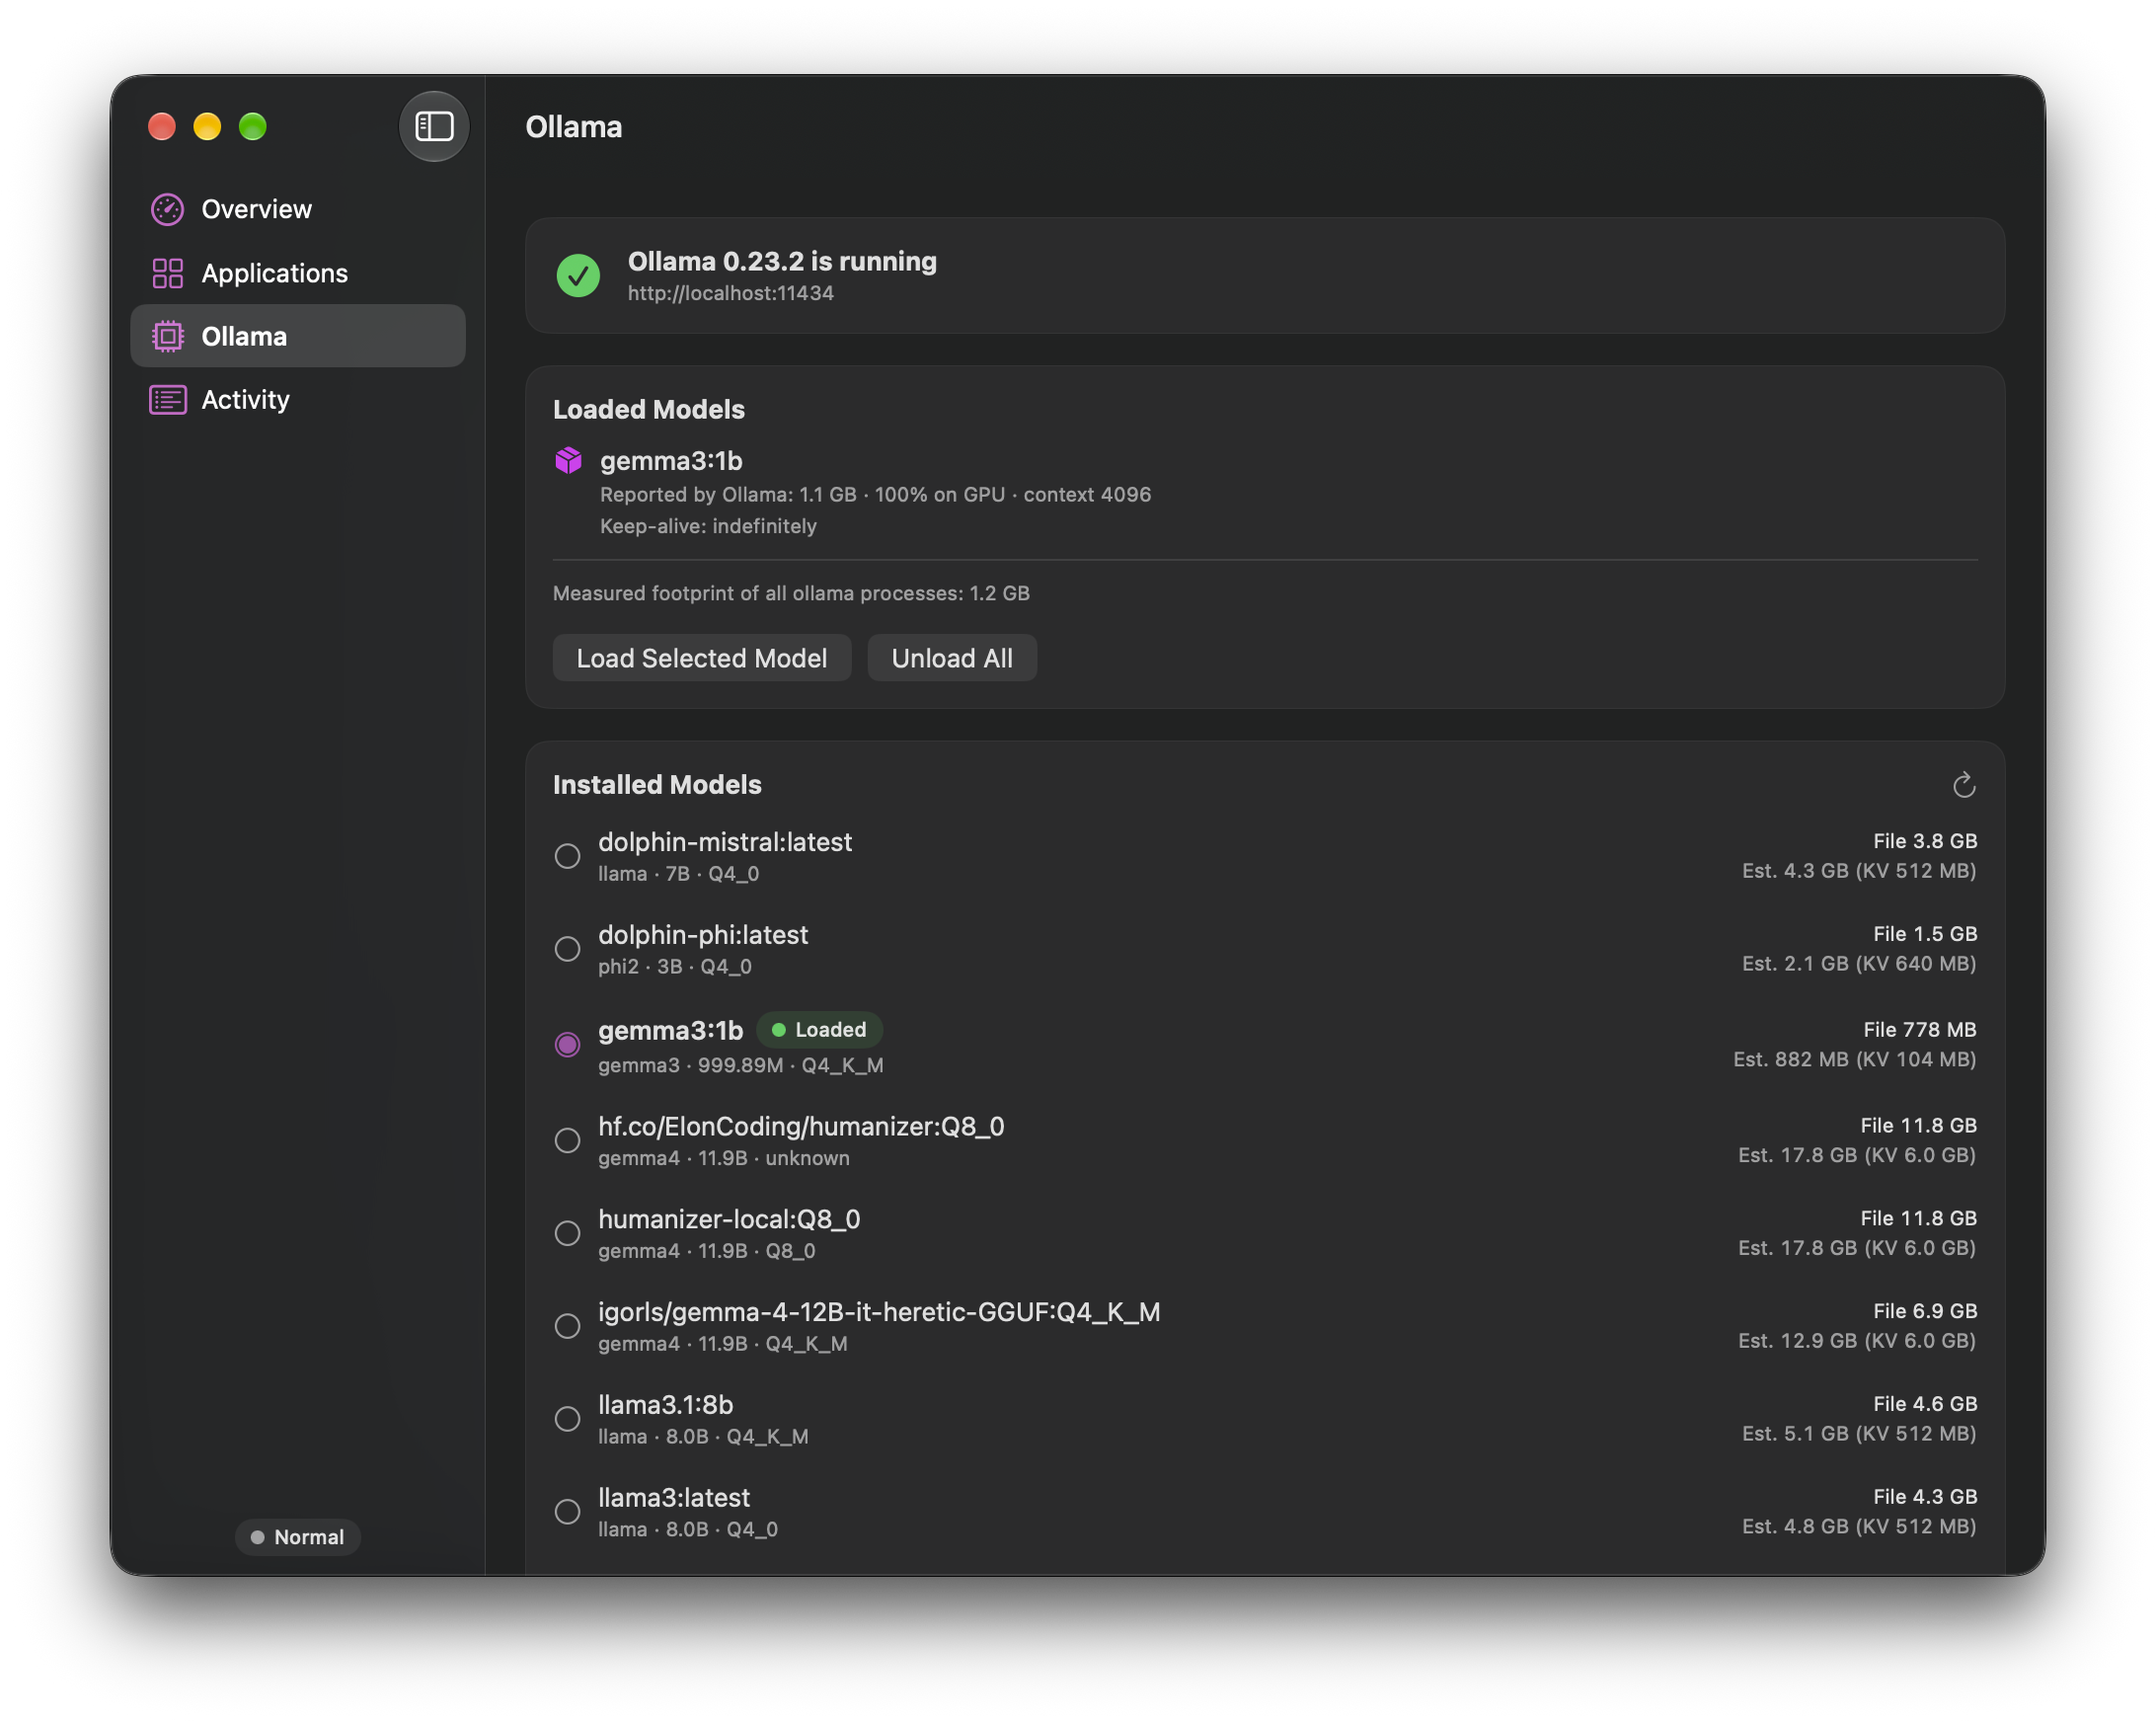 Ollama
Overview
Applications
Ollama
Activity
Normal
Ollama 0.23.2 is running
http://localhost:11434
Loaded Models
gemma3:1b
Reported by Ollama: 1.1 GB · 100% on GPU · context 4096
Keep-alive: indefinitely
Measured footprint of all ollama processes: 1.2 GB
Load Selected Model Unload All
Installed Models
dolphin-mistral:latest File 3.8 GB
llama · 7B · Q4_0 Est. 4.3 GB (KV 512 MB)
dolphin-phi:latest File 1.5 GB
phi2 · 3B · Q4_0 Est. 2.1 GB (KV 640 MB)
gemma3:1b Loaded File 778 MB
gemma3 · 999.89M · Q4_K_M Est. 882 MB (KV 104 MB)
hf.co/ElonCoding/humanizer:Q8_0 File 11.8 GB
gemma4 · 11.9B · unknown Est. 17.8 GB (KV 6.0 GB)
humanizer-local:Q8_0 File 11.8 GB
gemma4 · 11.9B · Q8_0 Est. 17.8 GB (KV 6.0 GB)
igorls/gemma-4-12B-it-heretic-GGUF:Q4_K_M File 6.9 GB
gemma4 · 11.9B · Q4_K_M Est. 12.9 GB (KV 6.0 GB)
llama3.1:8b File 4.6 GB
llama · 8.0B · Q4_K_M Est. 5.1 GB (KV 512 MB)
llama3:latest File 4.3 GB
llama · 8.0B · Q4_0 Est. 4.8 GB (KV 512 MB)